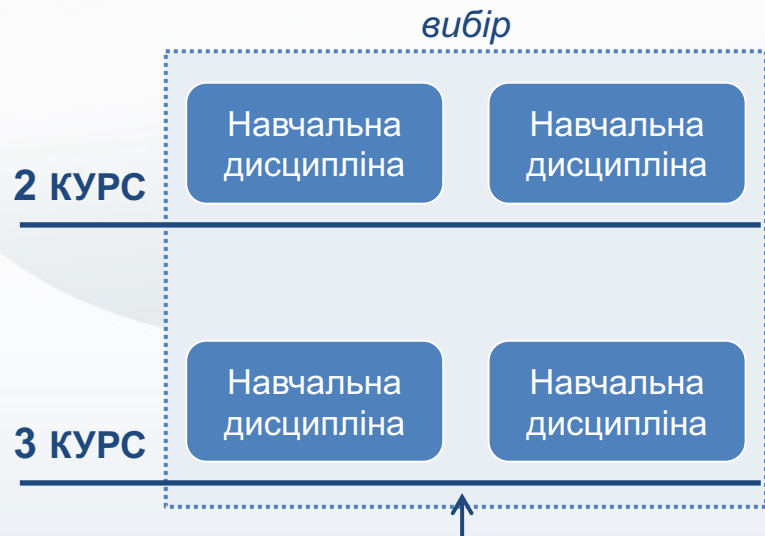 вибір
Навчальна
дисципліна
Навчальна
дисципліна
2 КУРС
Навчальна
дисципліна
Навчальна
дисципліна
3 КУРС